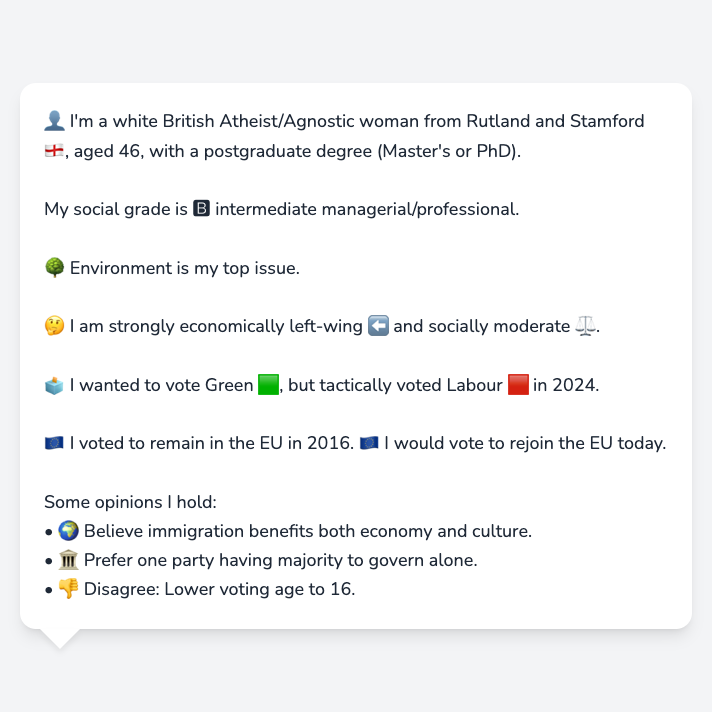 👤 I'm a white British Atheist/Agnostic woman from Rutland and Stamford
🏴󠁧󠁢󠁥󠁮󠁧󠁿, aged 46, with a postgraduate degree (Master's or PhD).
My social grade is 🅱 intermediate managerial/professional.
🌳 Environment is my top issue.
🤔 I am strongly economically left-wing ⬅️ and socially moderate ⚖️.
🗳️ I wanted to vote Green 🟩, but tactically voted Labour 🟥 in 2024.
🇪🇺 I voted to remain in the EU in 2016. 🇪🇺 I would vote to rejoin the EU today.
Some opinions I hold:
• 🌍 Believe immigration benefits both economy and culture.
• 🏛️ Prefer one party having majority to govern alone.
• 👎 Disagree: Lower voting age to 16.